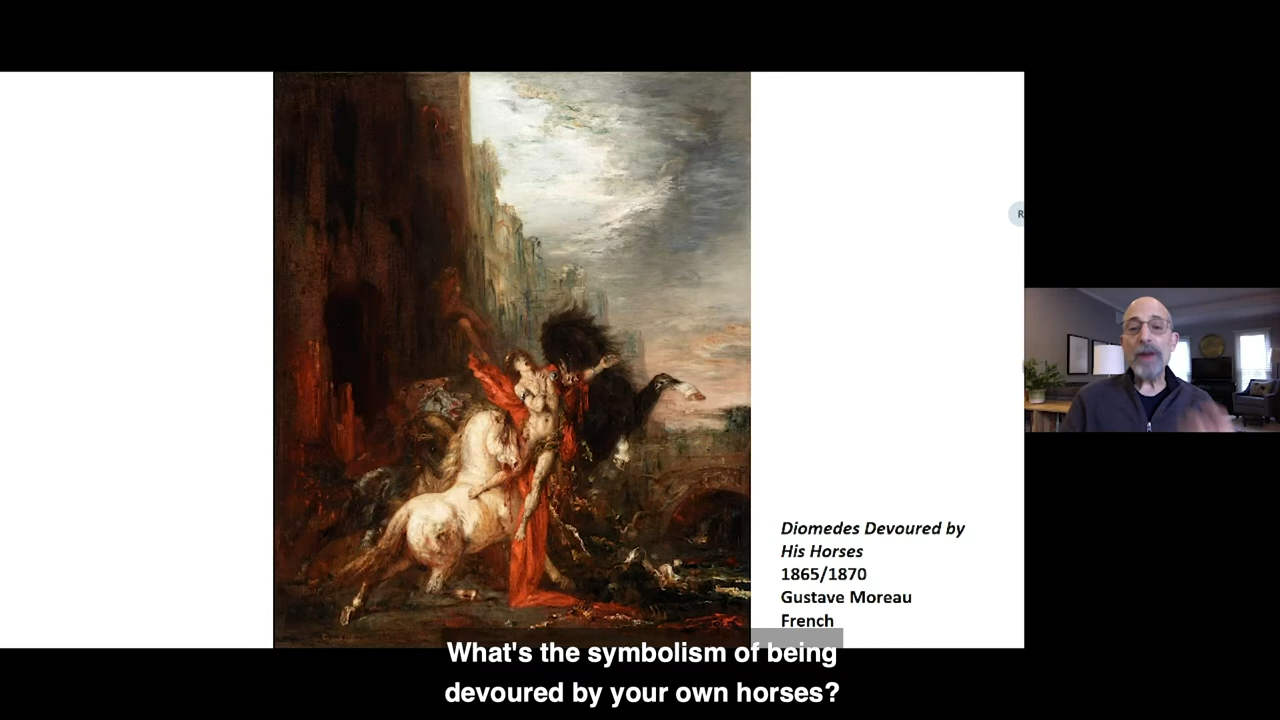 R
Diomedes Devoured by
His Horses
1865/1870
Gustave Moreau
French
What's the symbolism of being
devoured by your own horses?